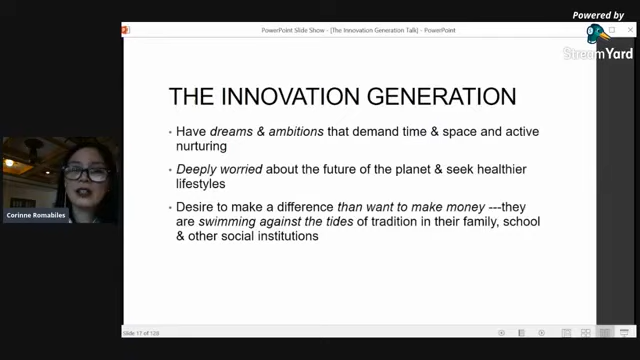 Powered by
StreamYard
PowerPoint Slide Show - [The Innovation Generation Talk] - PowerPoint
THE INNOVATION GENERATION
• Have dreams & ambitions that demand time & space and active
nurturing
• Deeply worried about the future of the planet & seek healthier
lifestyles
• Desire to make a difference than want to make money ---they
are swimming against the tides of tradition in their family, school
& other social institutions
Corinne Romabiles
Slide 17 of 123